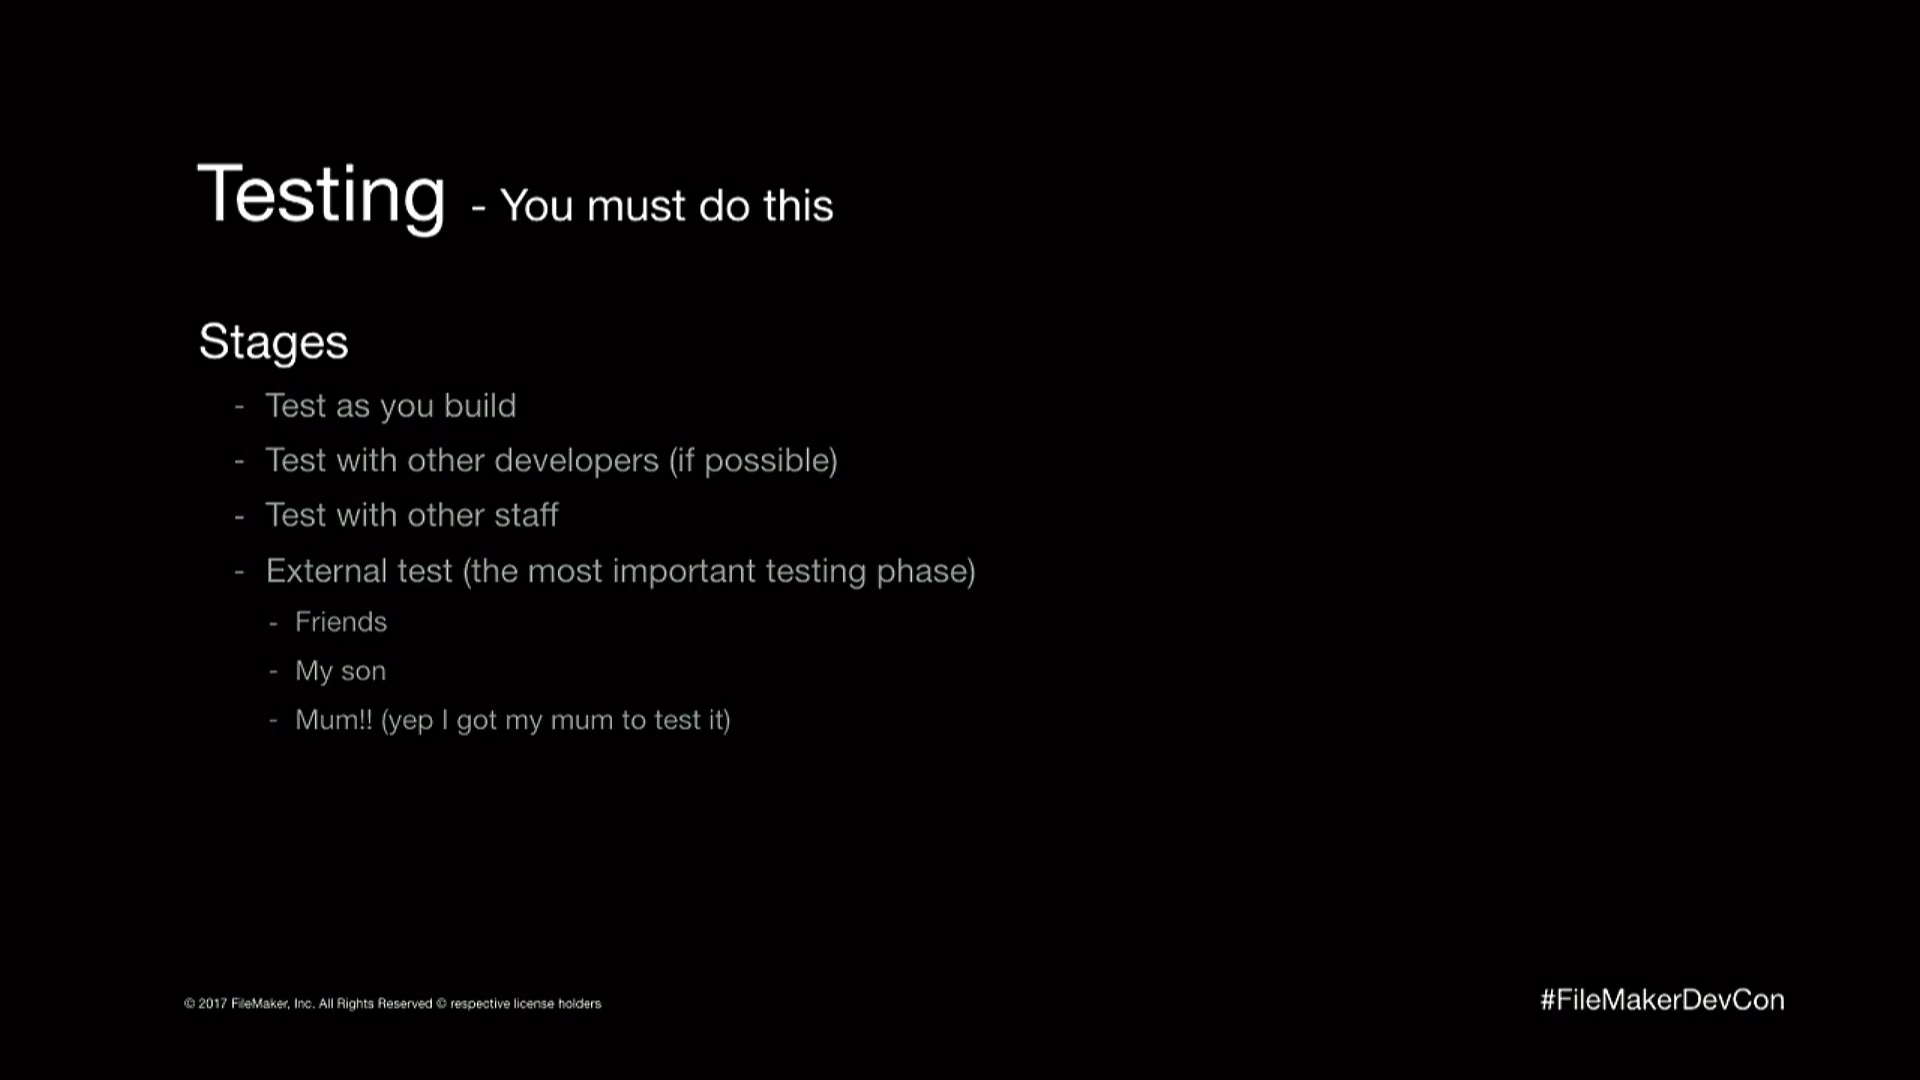 Testing - You must do this
Stages
- Test as you build
- Test with other developers (if possible)
- Test with other staff
- External test (the most important testing phase)
- Friends
- My son
- Mum!! (yep I got my mum to test it)
© 2017 FileMaker, Inc. All Rights Reserved © respective license holders
#FileMakerDevCon